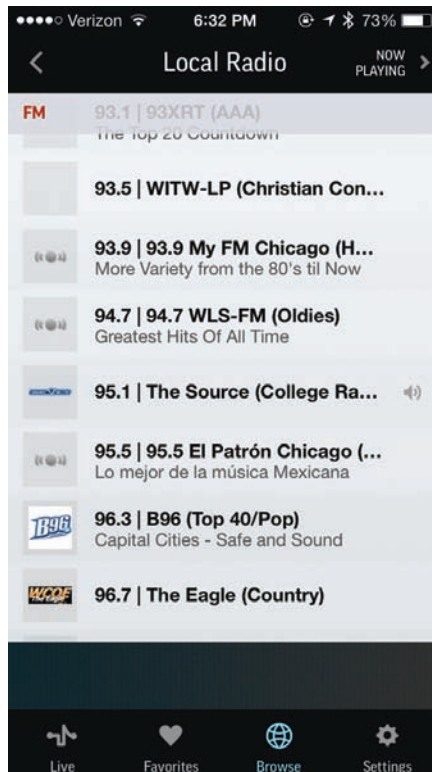 Verizon 6:32 PM 73%
Local Radio
NOW
PLAYING
FM
93.1 | 93XRT (AAA)
The Top 20 Countdown
93.5 | WITW-LP (Christian Con...
93.9 | 93.9 My FM Chicago (H...
More Variety from the 80's til Now
94.7 | 94.7 WLS-FM (Oldies)
Greatest Hits Of All Time
95.1 | The Source (College Ra...
95.5 | 95.5 El Patrón Chicago (...
Lo mejor de la música Mexicana
B96
96.3 | B96 (Top 40/Pop)
Capital Cities - Safe and Sound
96.7 | The Eagle (Country)
Live Favorites Browse Settings